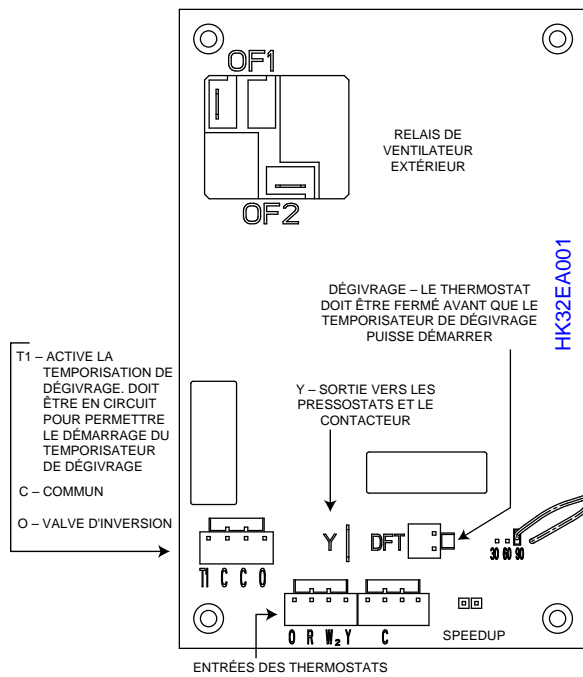 OF1
RELAIS DE
VENTILATEUR
EXTÉRIEUR
OF2
HK32EA001
DÉGIVRAGE – LE THERMOSTAT
DOIT ÊTRE FERMÉ AVANT QUE LE
TEMPORISATEUR DE DÉGIVRAGE
PUISSE DÉMARRER
T1 – ACTIVE LA
TEMPORISATION DE
DÉGIVRAGE. DOIT
ÊTRE EN CIRCUIT
POUR PERMETTRE
LE DÉMARRAGE DU
TEMPORISATEUR
DE DÉGIVRAGE
C – COMMUN
O – VALVE D'INVERSION
Y – SORTIE VERS LES
PRESSOSTATS ET LE
CONTACTEUR
Y
DFT
30 60 90
T1 C C O
O R W₂ Y C
SPEEDUP
ENTRÉES DES THERMOSTATS